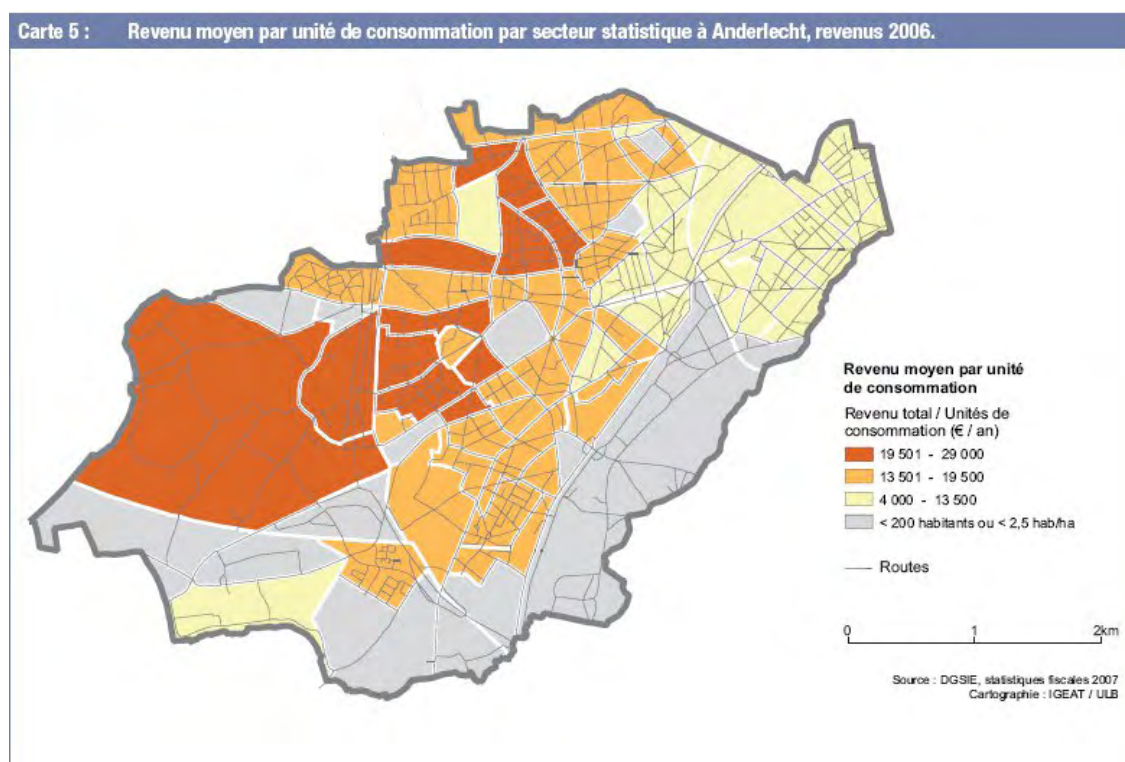 Carte 5 : Revenu moyen par unité de consommation par secteur statistique à Anderlecht, revenus 2006.
Revenu moyen par unité
de consommation
Revenu total / Unités de
consommation (€ / an)
19 501 - 29 000
13 501 - 19 500
4 000 - 13 500
< 200 habitants ou < 2,5 hab/ha
Routes
0 1 2km
Source : DGSIE, statistiques fiscales 2007
Cartographie : IGEAT / ULB